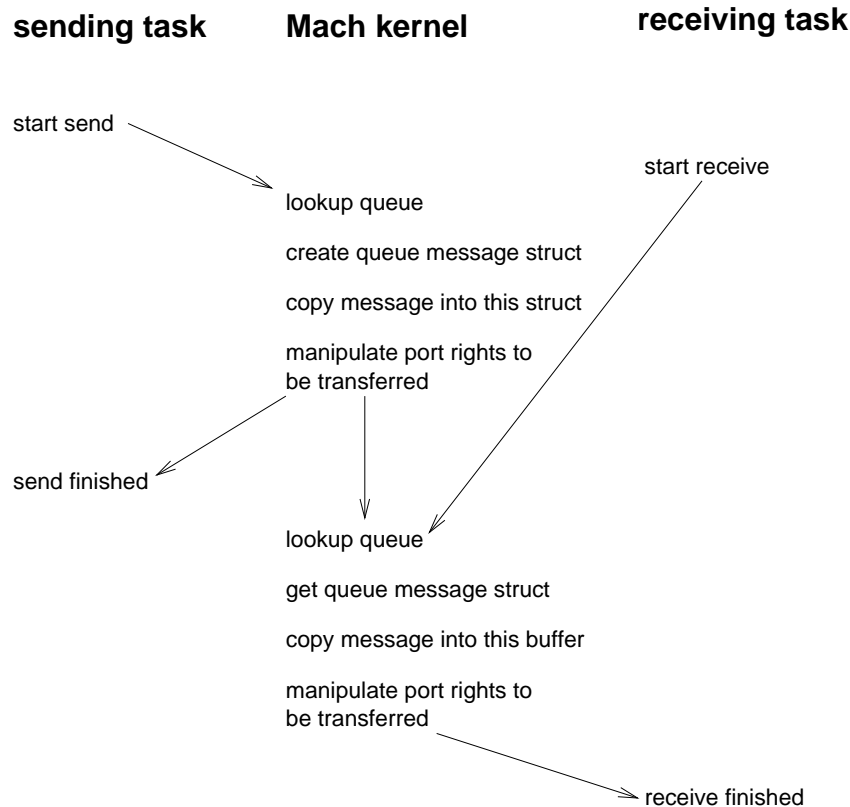 sending task
Mach kernel
receiving task
start send
start receive
lookup queue
create queue message struct
copy message into this struct
manipulate port rights to
be transferred
send finished
lookup queue
get queue message struct
copy message into this buffer
manipulate port rights to
be transferred
receive finished